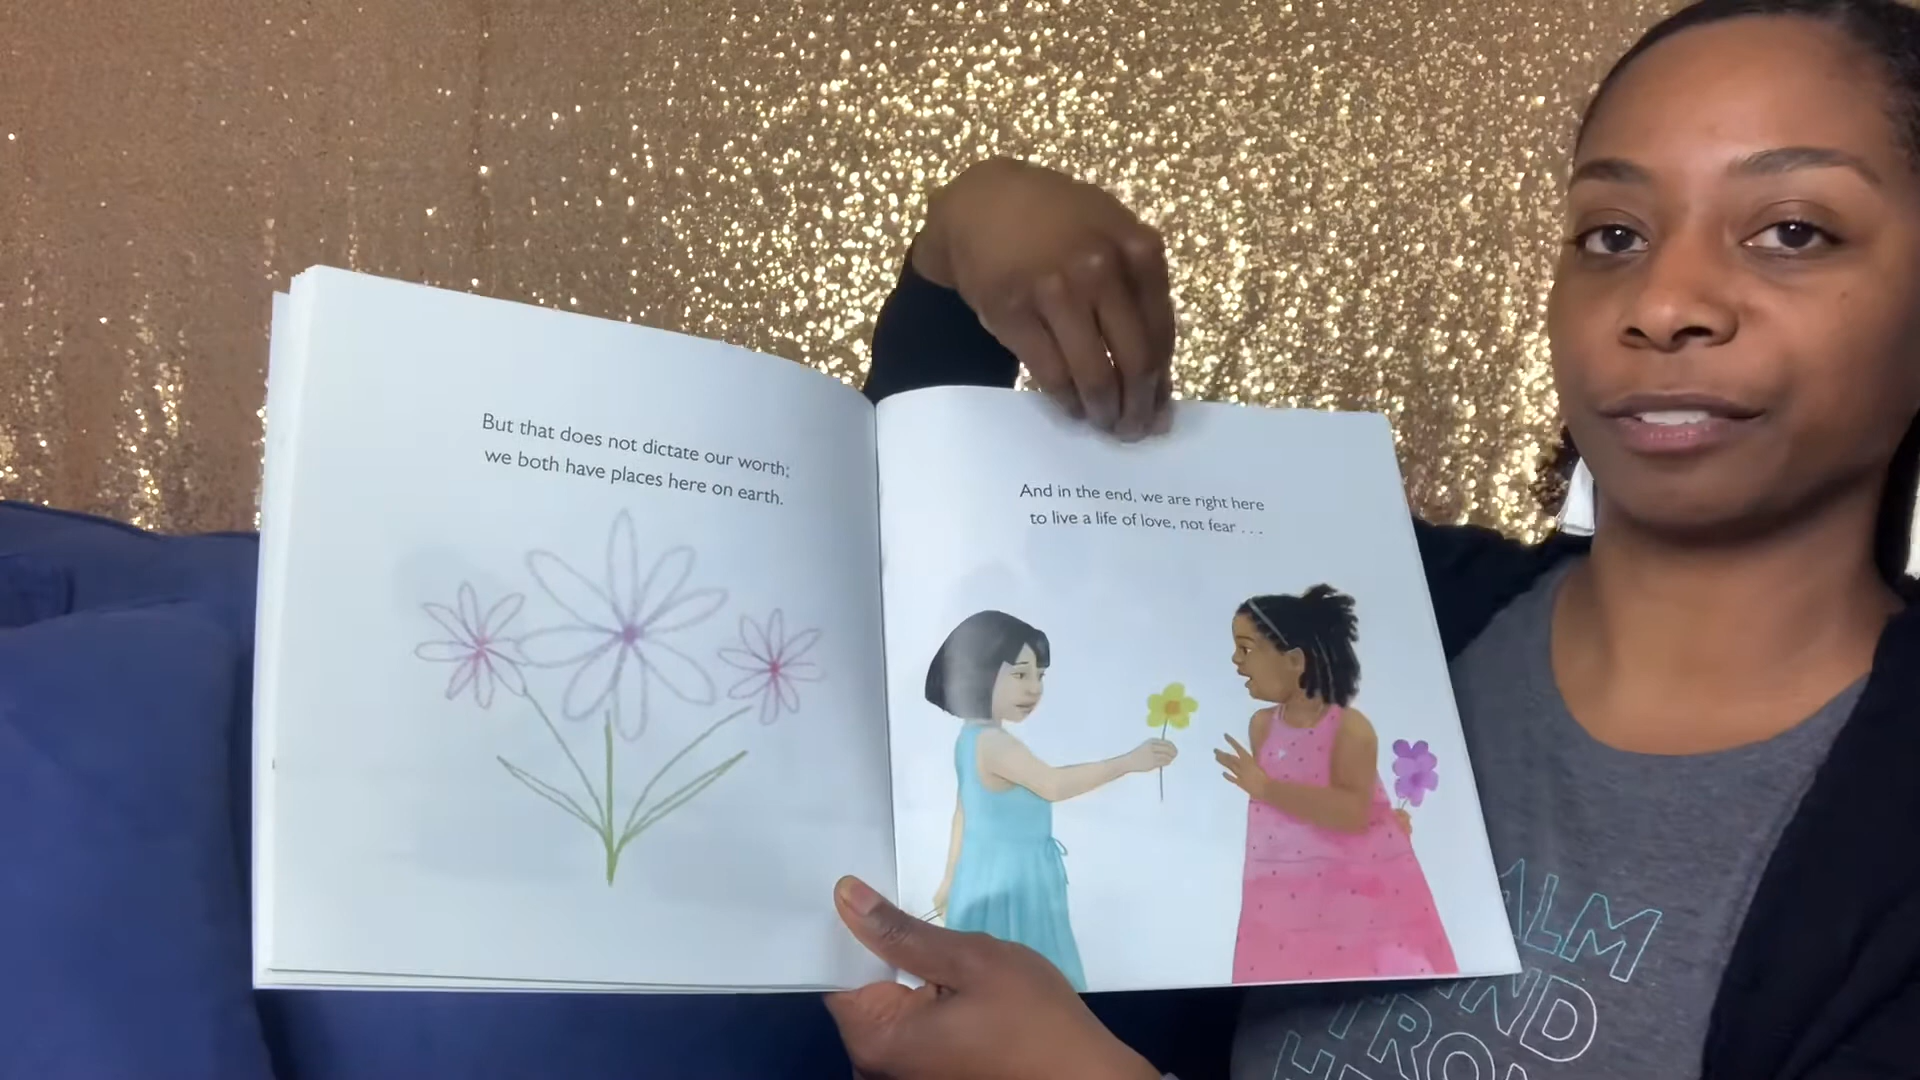 But that does not dictate our worth;
we both have places here on earth.
And in the end, we are right here
to live a life of love, not fear . . .